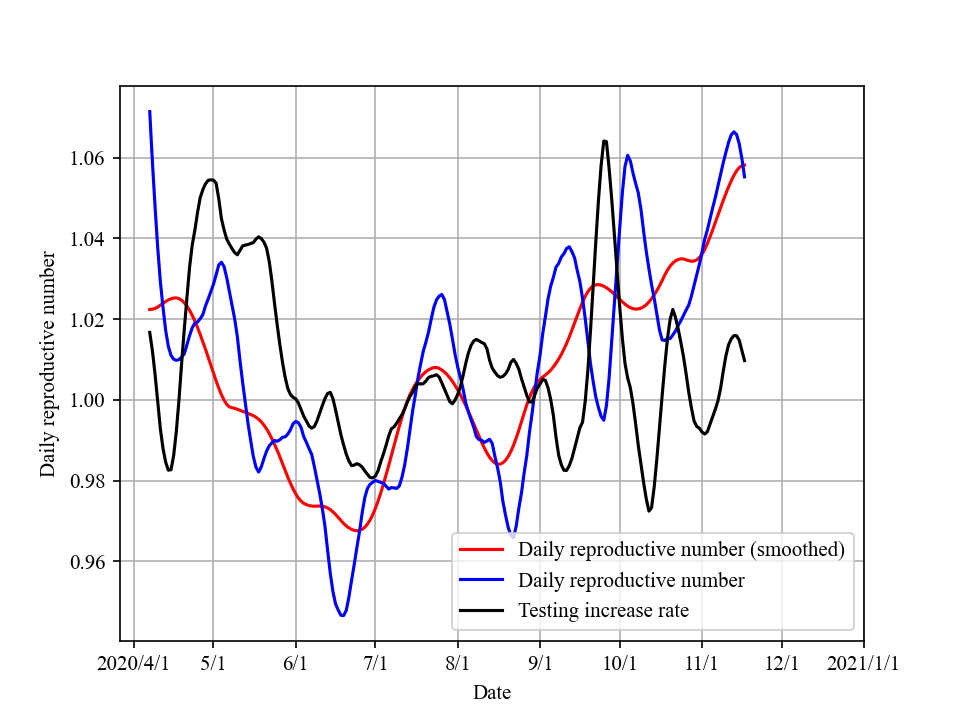 Daily reproductive number
1.06
1.04
1.02
1.00
0.98
0.96
Daily reproductive number (smoothed)
Daily reproductive number
Testing increase rate
2020/4/1 5/1 6/1 7/1 8/1 9/1 10/1 11/1 12/1 2021/1/1
Date